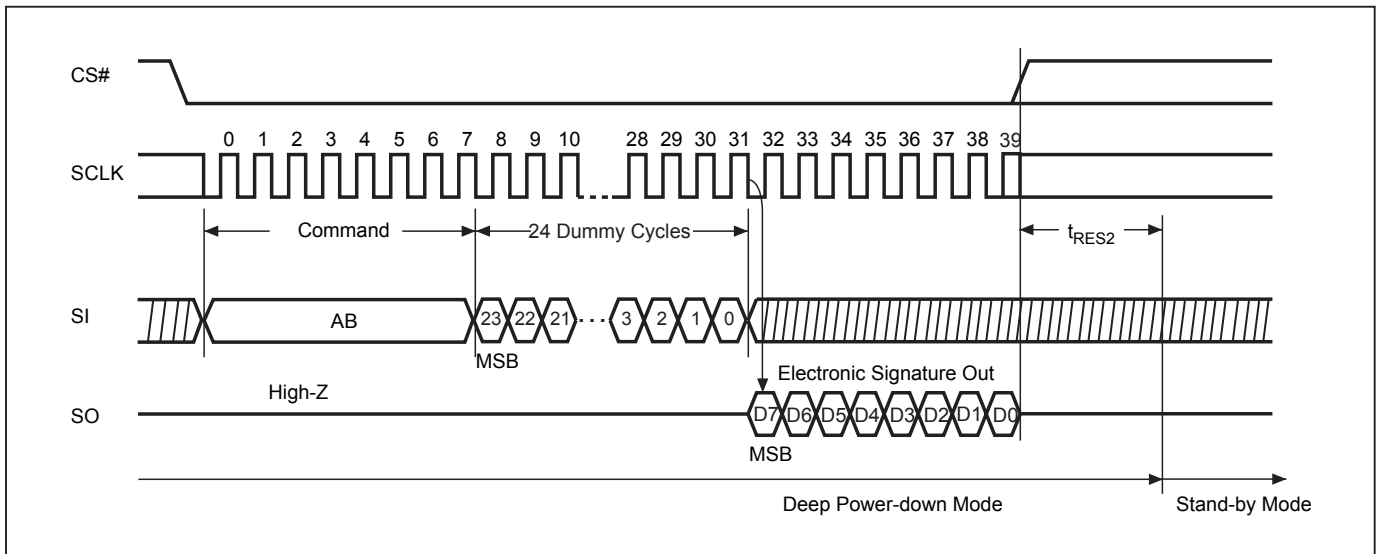 CS#
0 1 2 3 4 5 6 7 8 9 10 28 29 30 31 32 33 34 35 36 37 38 39
SCLK
Command
24 Dummy Cycles
tRES2
SI
AB
23 22 21 3 2 1 0
MSB
Electronic Signature Out
High-Z
SO
D7 D6 D5 D4 D3 D2 D1 D0
MSB
Deep Power-down Mode
Stand-by Mode